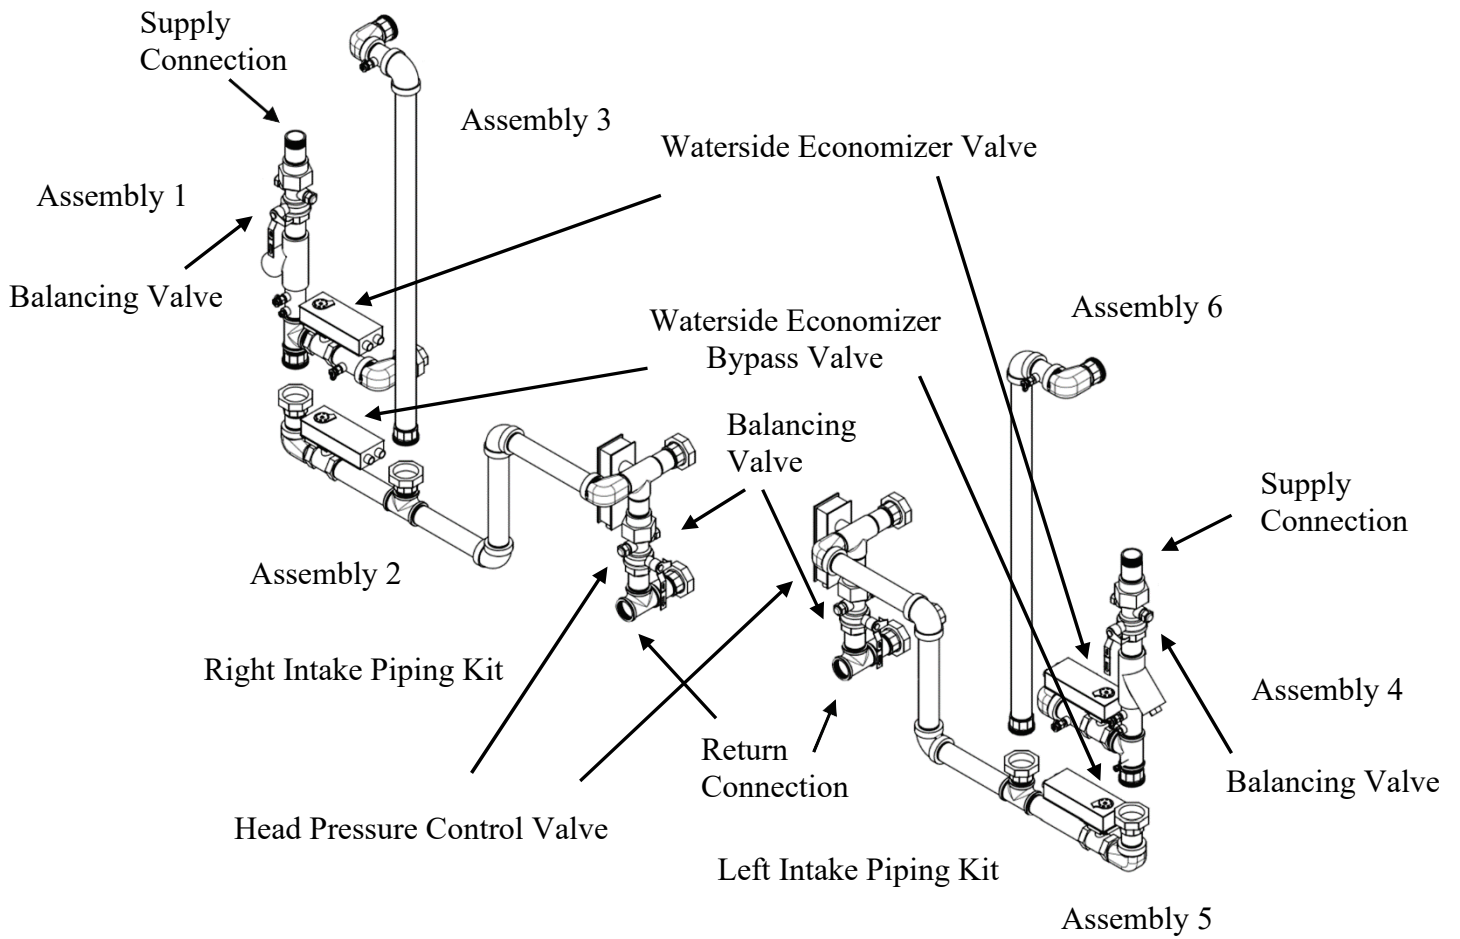 Supply
Connection
Assembly 3
Waterside Economizer Valve
Assembly 1
Balancing Valve
Waterside Economizer
Bypass Valve
Assembly 6
Balancing
Valve
Supply
Connection
Assembly 2
Right Intake Piping Kit
Assembly 4
Return
Connection
Balancing Valve
Head Pressure Control Valve
Left Intake Piping Kit
Assembly 5